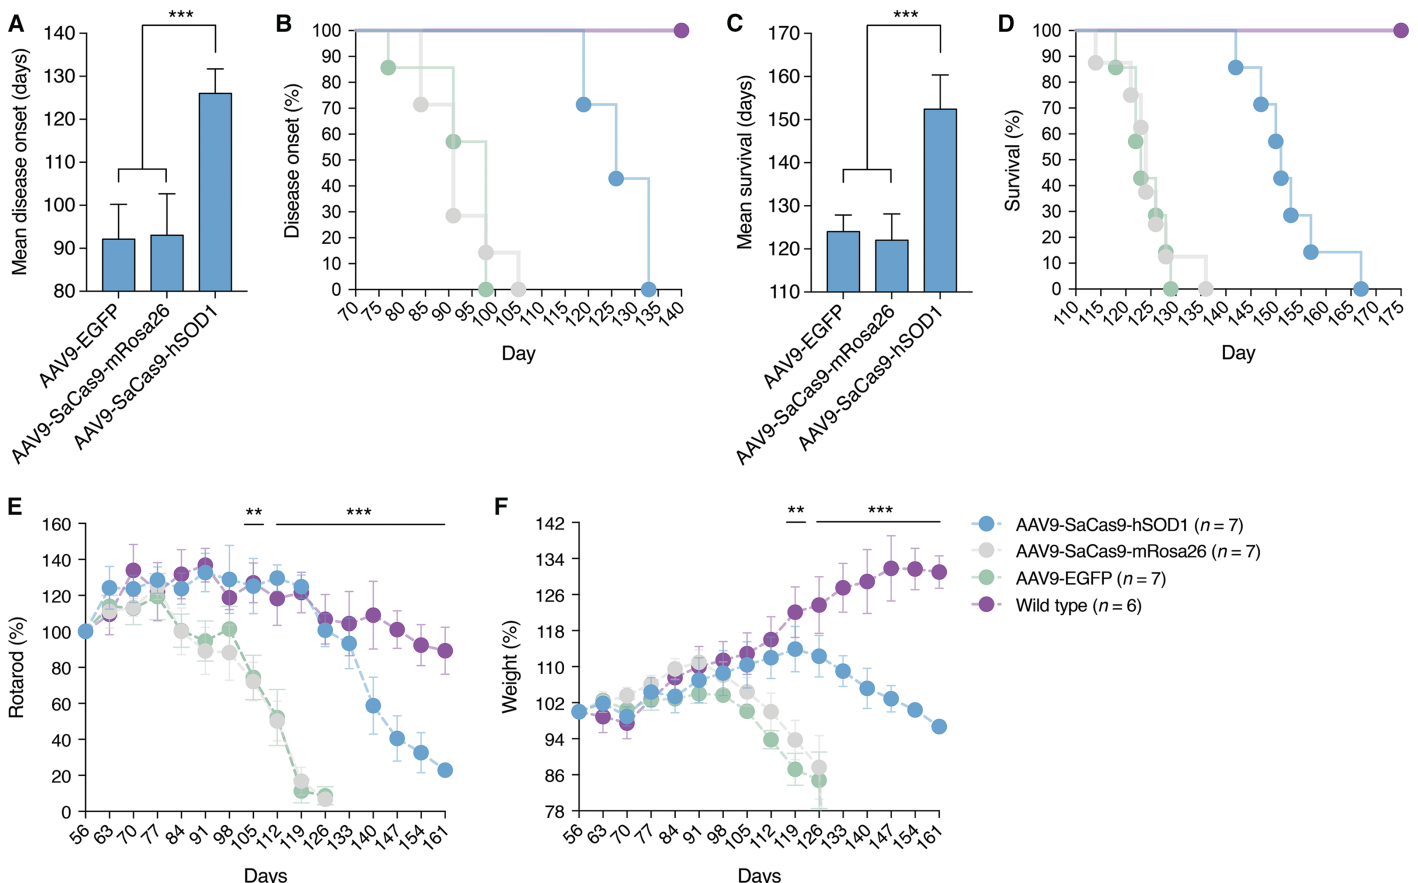 A
***
Mean disease onset (days)
140
130
120
110
100
90
80
AAV9-EGFP
AAV9-SaCas9-mRosa26
AAV9-SaCas9-hSOD1
B
Disease onset (%)
100
90
80
70
60
50
40
30
20
10
0
70 75 80 85 90 95 100 105 110 115 120 125 130 135 140
Day
C
***
Mean survival (days)
170
160
150
140
130
120
110
AAV9-EGFP
AAV9-SaCas9-mRosa26
AAV9-SaCas9-hSOD1
D
Survival (%)
100
90
80
70
60
50
40
30
20
10
0
110 115 120 125 130 135 140 145 150 155 160 165 170 175
Day
E
** ***
Rotarod (%)
160
140
120
100
80
60
40
20
0
56 63 70 77 84 91 98 105 112 119 126 133 140 147 154 161
Days
F
** ***
Weight (%)
142
134
126
118
110
102
94
86
78
56 63 70 77 84 91 98 105 112 119 126 133 140 147 154 161
Days
AAV9-SaCas9-hSOD1 (n = 7)
AAV9-SaCas9-mRosa26 (n = 7)
AAV9-EGFP (n = 7)
Wild type (n = 6)